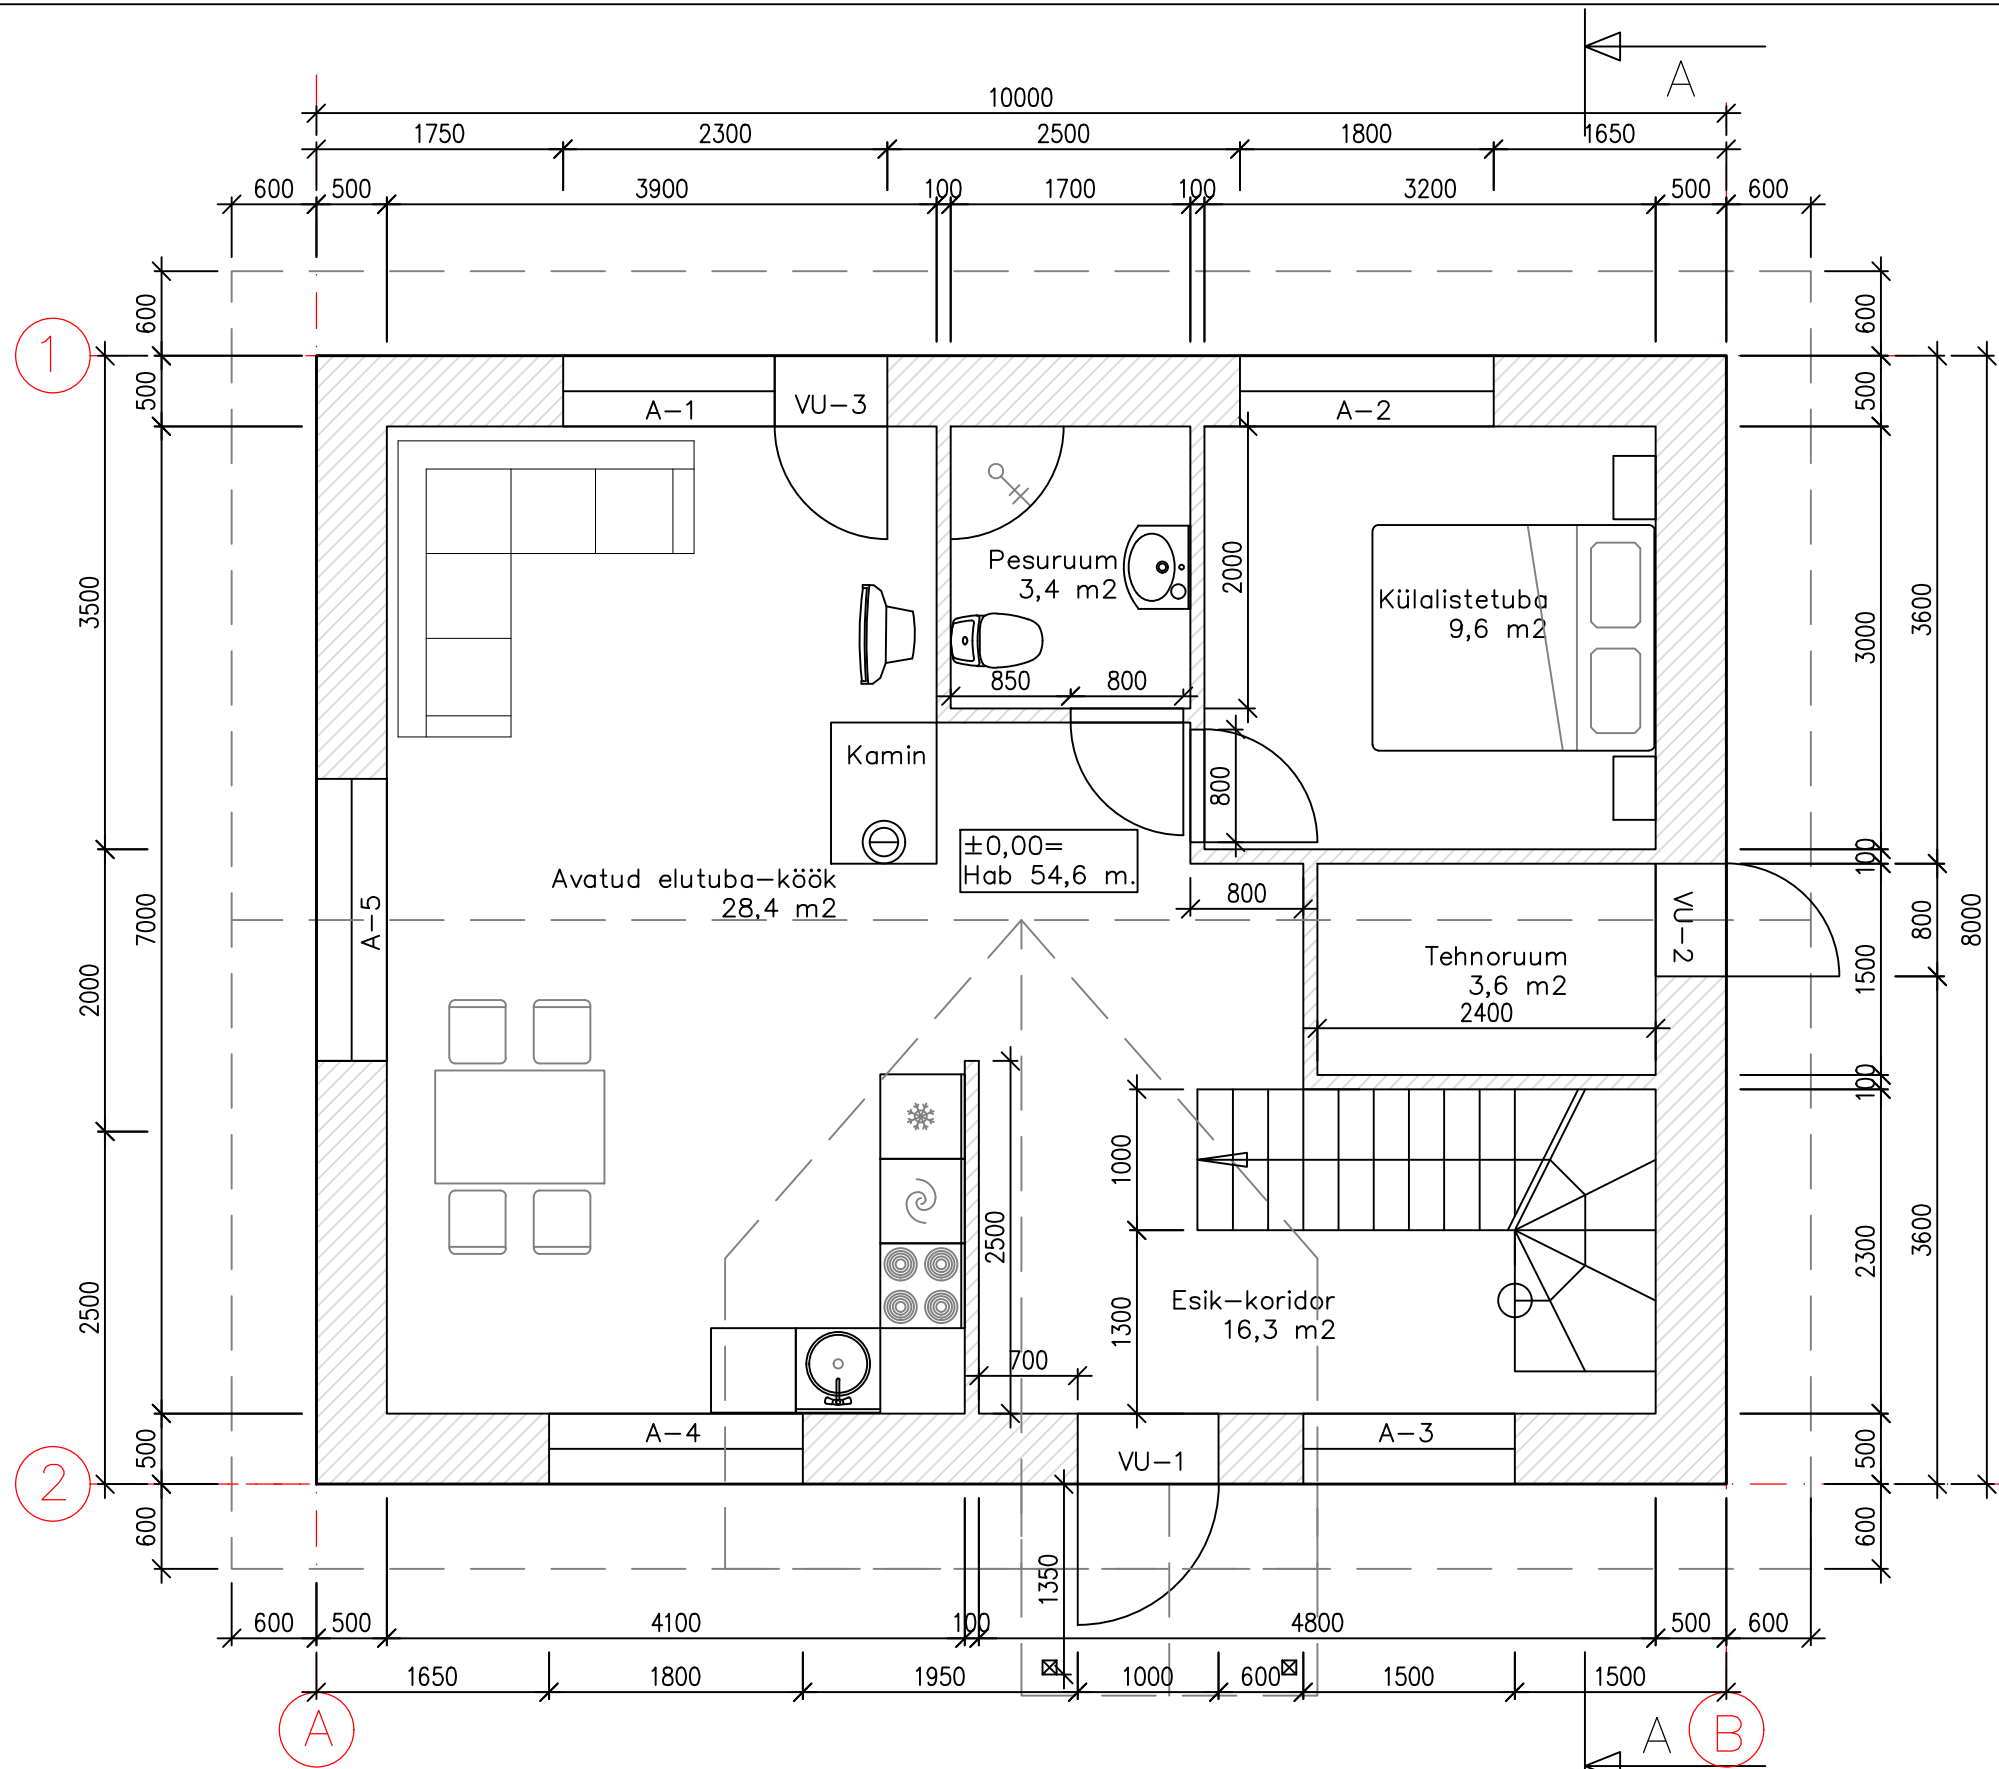 A
10000
1750 2300 2500 1800 1650
600 500 3900 100 1700 100 3200 500 600
600
600
1
500
500
A-1
VU-3
A-2
Pesuruum
3,4 m2
2000
Külalistetuba
9,6 m2
3500
3600
3000
850 800
Kamin
800
±0,00=
Hab 54,6 m.
100
Avatud elutuba-köök
28,4 m2
800
A-5
7000
VU-2
800
8000
Tehnoruum
3,6 m2
2400
2000
1500
100
1000
2500
2300
3600
2500
1300
Esik-koridor
16,3 m2
700
A-4
VU-1
A-3
500
500
2
600
600
1350
600 500 4100 100 4800 500 600
1650 1800 1950 1000 600 1500 1500
A
A
B